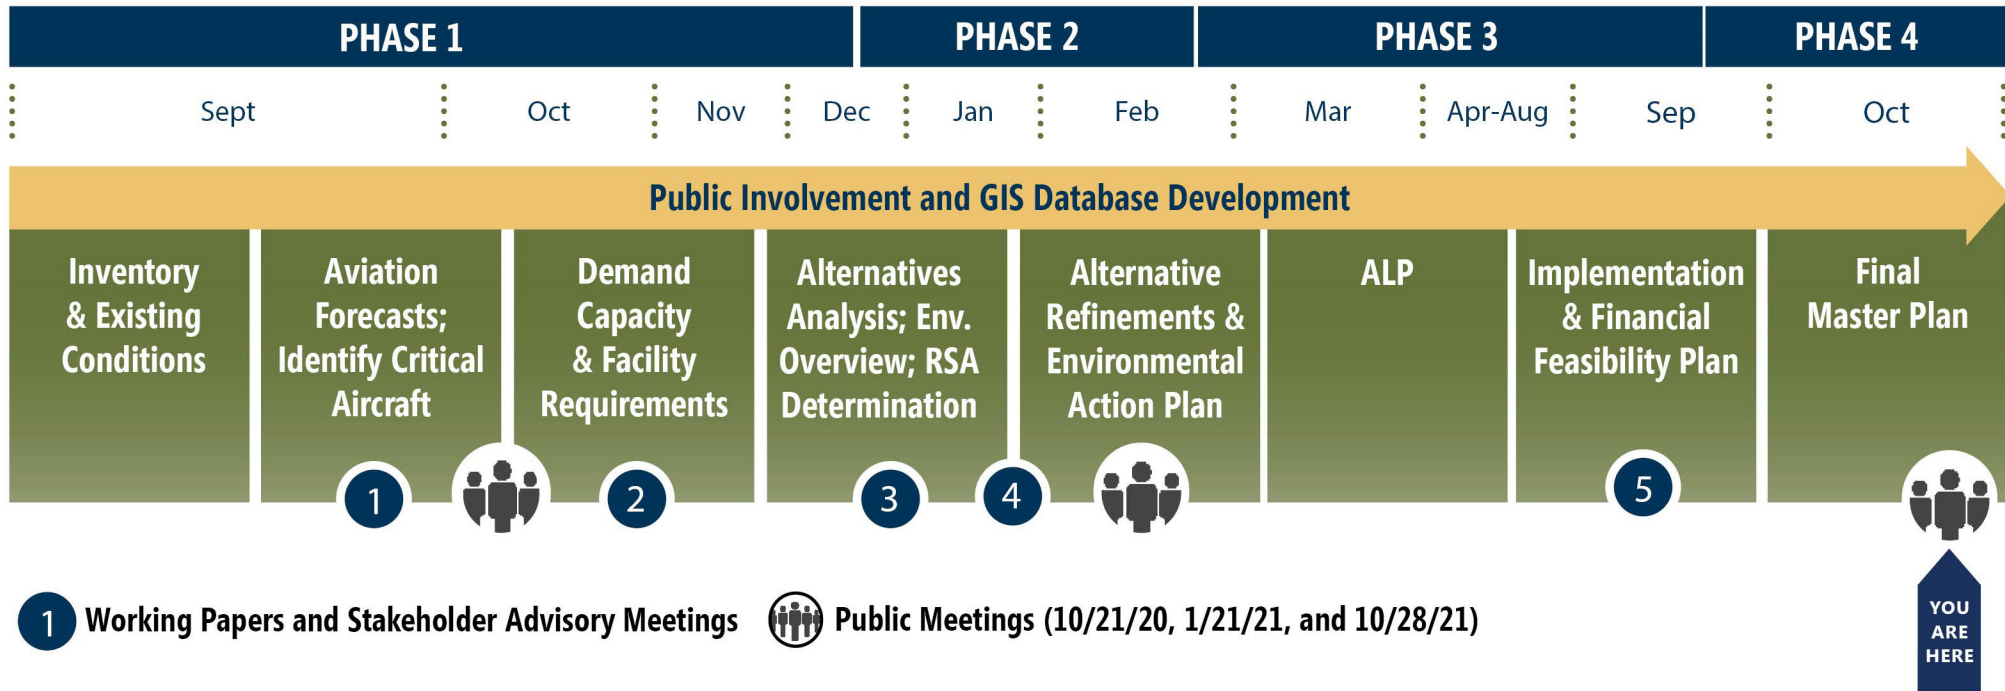 PHASE 1
PHASE 2
PHASE 3
PHASE 4
Sept
Oct
Nov
Dec
Jan
Feb
Mar
Apr-Aug
Sep
Oct
Public Involvement and GIS Database Development
Inventory
& Existing
Conditions
Aviation
Forecasts;
Identify Critical
Aircraft
Demand
Capacity
& Facility
Requirements
Alternatives
Analysis; Env.
Overview; RSA
Determination
Alternative
Refinements &
Environmental
Action Plan
ALP
Implementation
& Financial
Feasibility Plan
Final
Master Plan
1
2
3
4
5
1 Working Papers and Stakeholder Advisory Meetings
Public Meetings (10/21/20, 1/21/21, and 10/28/21)
YOU
ARE
HERE